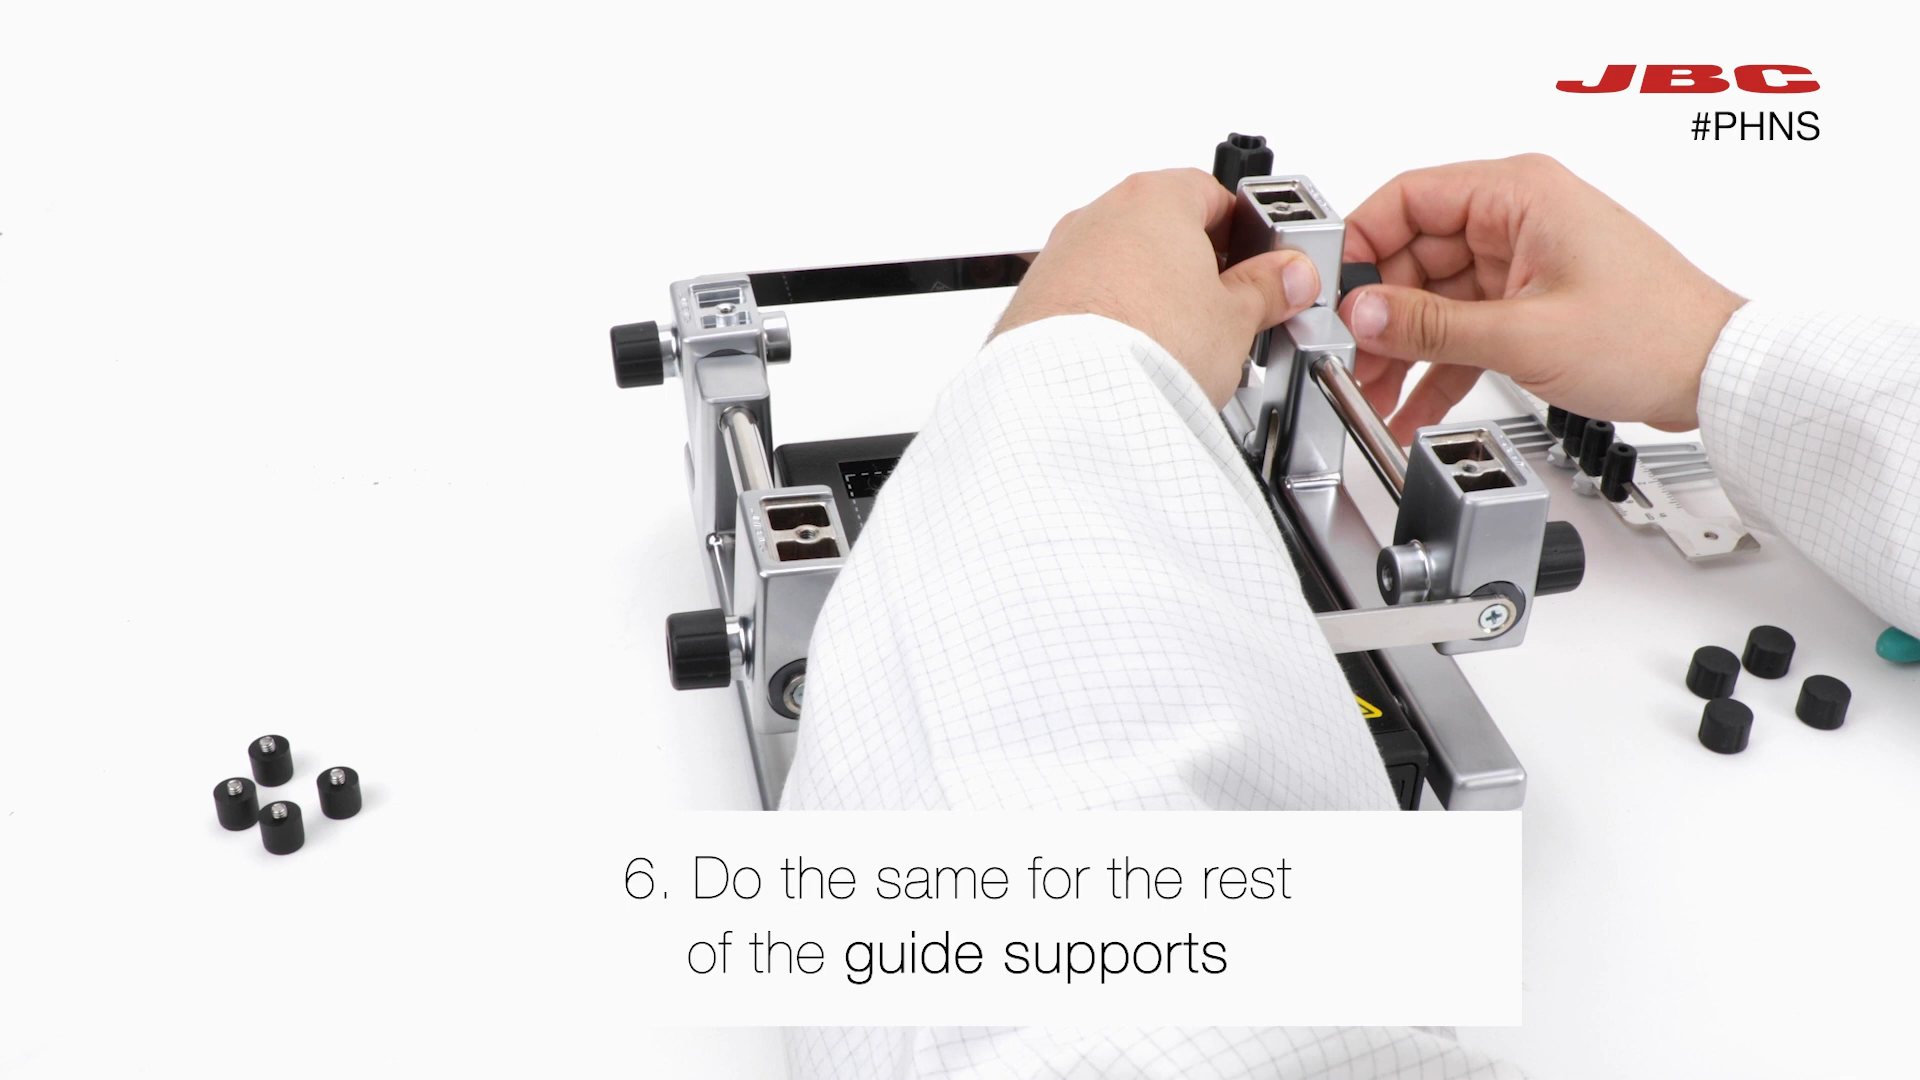 JBC
#PHNS
6. Do the same for the rest
of the guide supports